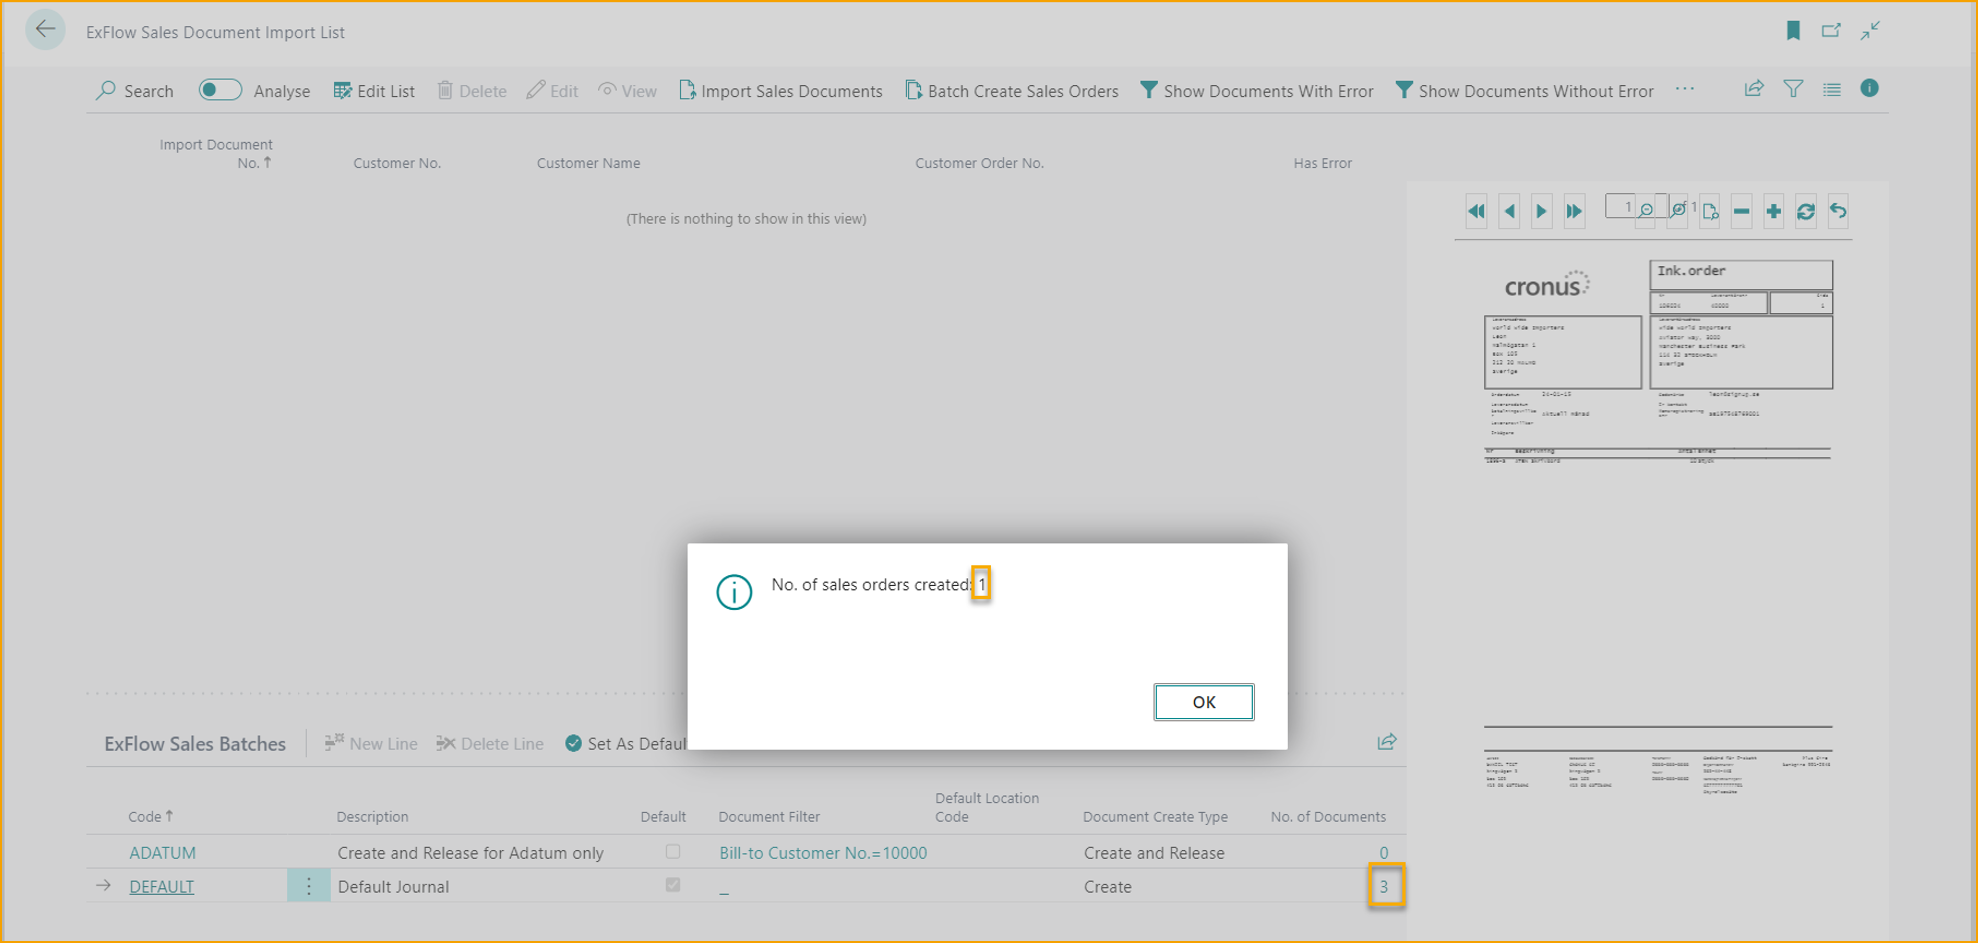 ExFlow Sales Document Import List
Search Analyse Edit List Delete Edit View Import Sales Documents Batch Create Sales Orders Show Documents With Error Show Documents Without Error ...
Import Document
No. ↑ Customer No. Customer Name Customer Order No. Has Error
(There is nothing to show in this view)
1 of 1
cronus
Ink.order
No. of sales orders created: 1
OK
ExFlow Sales Batches New Line Delete Line Set As Defaul
Default Location
Code ↑ Description Default Document Filter Code Document Create Type No. of Documents
ADATUM Create and Release for Adatum only Bill-to Customer No.=10000 Create and Release 0
→ DEFAULT Default Journal _ Create 3